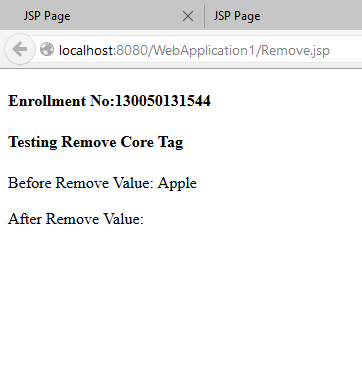 JSP Page
JSP Page
localhost:8080/WebApplication1/Remove.jsp
Enrollment No:130050131544
Testing Remove Core Tag
Before Remove Value: Apple
After Remove Value: